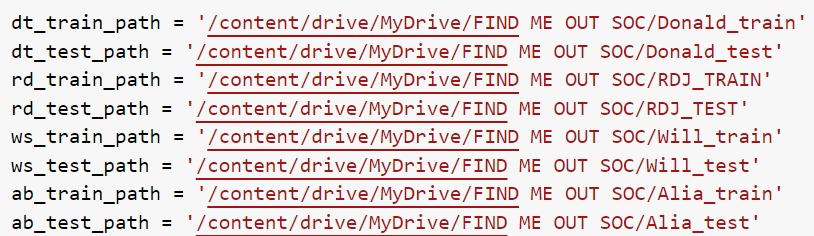 dt_train_path = '/content/drive/MyDrive/FIND ME OUT SOC/Donald_train'
dt_test_path = '/content/drive/MyDrive/FIND ME OUT SOC/Donald_test'
rd_train_path = '/content/drive/MyDrive/FIND ME OUT SOC/RDJ_TRAIN'
rd_test_path = '/content/drive/MyDrive/FIND ME OUT SOC/RDJ_TEST'
ws_train_path = '/content/drive/MyDrive/FIND ME OUT SOC/Will_train'
ws_test_path = '/content/drive/MyDrive/FIND ME OUT SOC/Will_test'
ab_train_path = '/content/drive/MyDrive/FIND ME OUT SOC/Alia_train'
ab_test_path = '/content/drive/MyDrive/FIND ME OUT SOC/Alia_test'